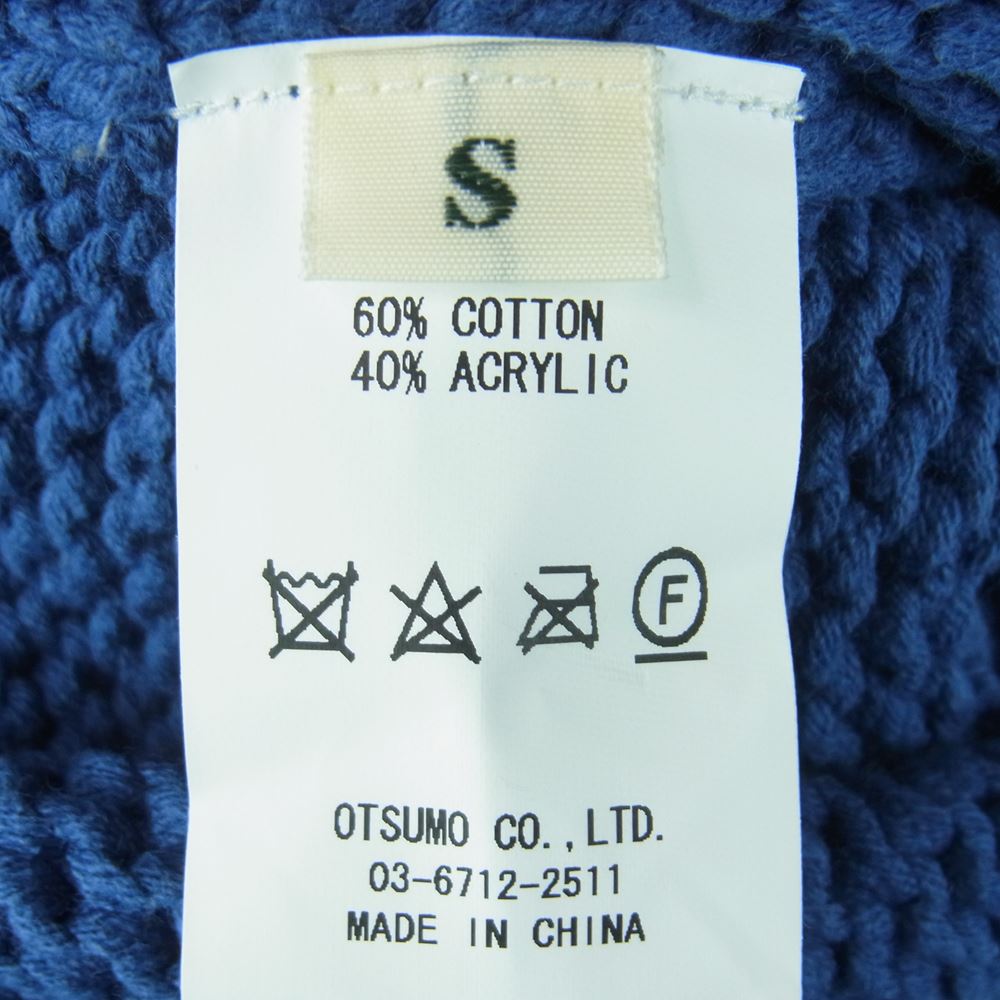 S
60% COTTON
40% ACRYLIC
F
OTSUMO CO.,LTD.
03-6712-2511
MADE IN CHINA